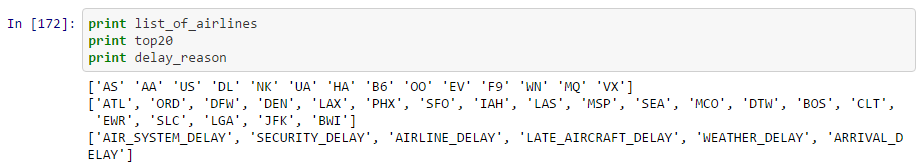 In [172]: print list_of_airlines
print top20
print delay_reason
['AS' 'AA' 'US' 'DL' 'NK' 'UA' 'HA' 'B6' 'OO' 'EV' 'F9' 'WN' 'MQ' 'VX']
['ATL', 'ORD', 'DFW', 'DEN', 'LAX', 'PHX', 'SFO', 'IAH', 'LAS', 'MSP', 'SEA', 'MCO', 'DTW', 'BOS', 'CLT',
'EWR', 'SLC', 'LGA', 'JFK', 'BWI']
['AIR_SYSTEM_DELAY', 'SECURITY_DELAY', 'AIRLINE_DELAY', 'LATE_AIRCRAFT_DELAY', 'WEATHER_DELAY', 'ARRIVAL_D
ELAY']